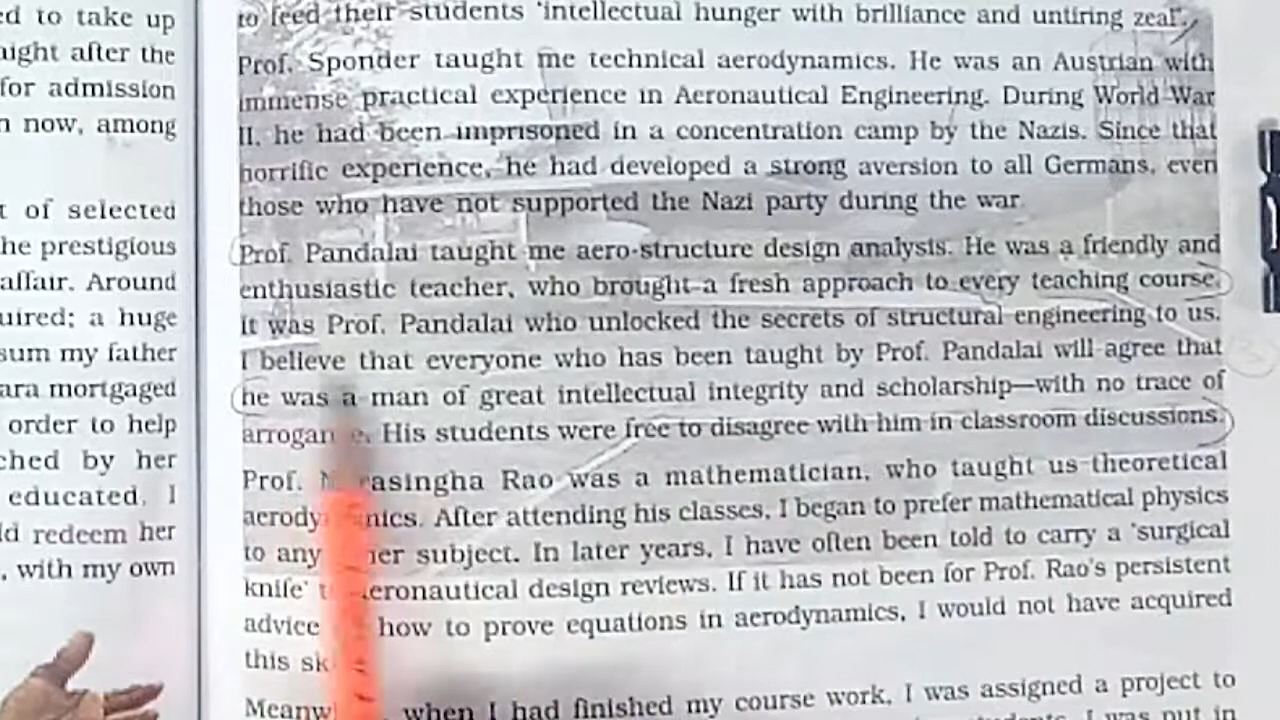 ed to take up
aight after the
for admission
n now, among
t of selected
he prestigious
affair. Around
uired; a huge
sum my father
ara mortgaged
order to help
ched by her
educated, I
ld redeem her
, with my own
to feed their students 'intellectual hunger with brilliance and untiring zeal'.
Prof. Sponder taught me technical aerodynamics. He was an Austrian with
immense practical experience in Aeronautical Engineering. During World War
II, he had been imprisoned in a concentration camp by the Nazis. Since that
horrific experience, he had developed a strong aversion to all Germans, even
those who have not supported the Nazi party during the war
Prof. Pandalai taught me aero-structure design analysis. He was a friendly and
enthusiastic teacher, who brought a fresh approach to every teaching course.
It was Prof. Pandalai who unlocked the secrets of structural engineering to us.
I believe that everyone who has been taught by Prof. Pandalai will agree that
he was a man of great intellectual integrity and scholarship—with no trace of
arrogan e. His students were free to disagree with him in classroom discussions.
Prof. N rasingha Rao was a mathematician, who taught us theoretical
aerody nics. After attending his classes, I began to prefer mathematical physics
to any her subject. In later years, I have often been told to carry a 'surgical
knife' t eronautical design reviews. If it has not been for Prof. Rao's persistent
advice how to prove equations in aerodynamics, I would not have acquired
this sk
Meanw , when I had finished my course work, I was assigned a project to
I was put in